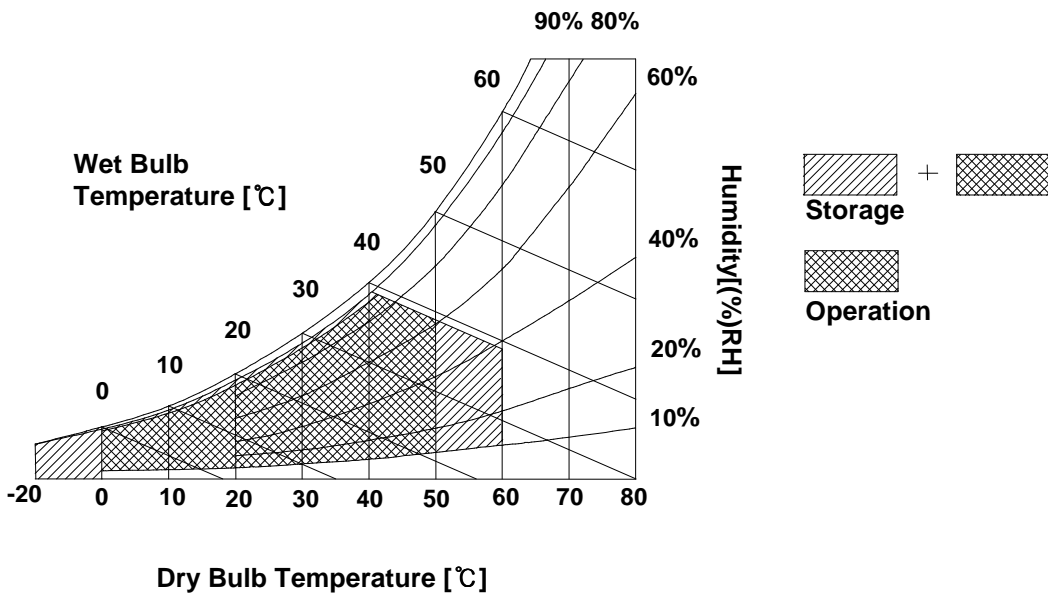 90% 80%
60
60%
50
Wet Bulb
Temperature [℃]
Humidity[(%)RH]
40
40%
30
20
20%
10
0
10%
-20 0 10 20 30 40 50 60 70 80
Dry Bulb Temperature [℃]
+
Storage
Operation